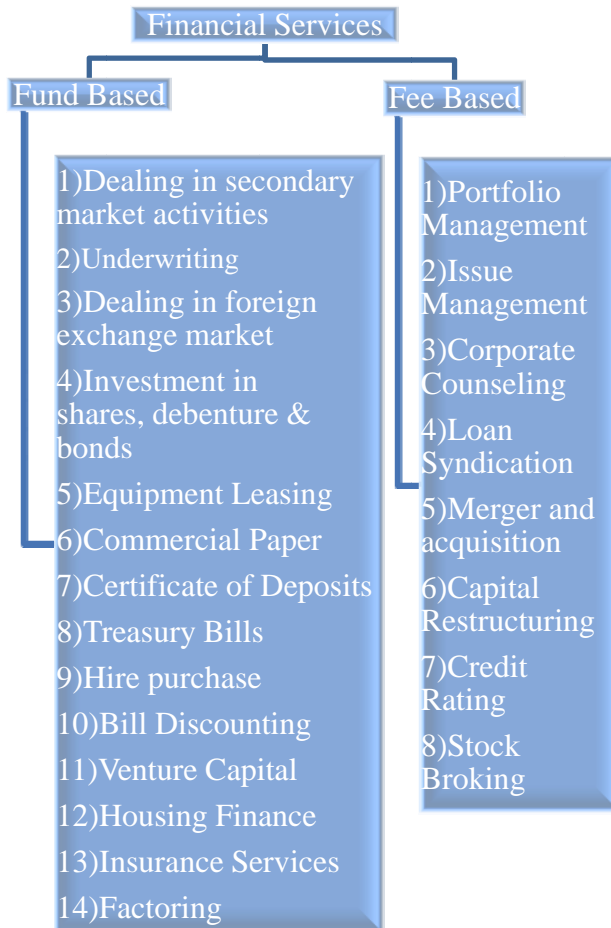 Financial Services
Fund Based
Fee Based
1)Dealing in secondary
market activities
2)Underwriting
3)Dealing in foreign
exchange market
4)Investment in
shares, debenture &
bonds
5)Equipment Leasing
6)Commercial Paper
7)Certificate of Deposits
8)Treasury Bills
9)Hire purchase
10)Bill Discounting
11)Venture Capital
12)Housing Finance
13)Insurance Services
14)Factoring
1)Portfolio
Management
2)Issue
Management
3)Corporate
Counseling
4)Loan
Syndication
5)Merger and
acquisition
6)Capital
Restructuring
7)Credit
Rating
8)Stock
Broking